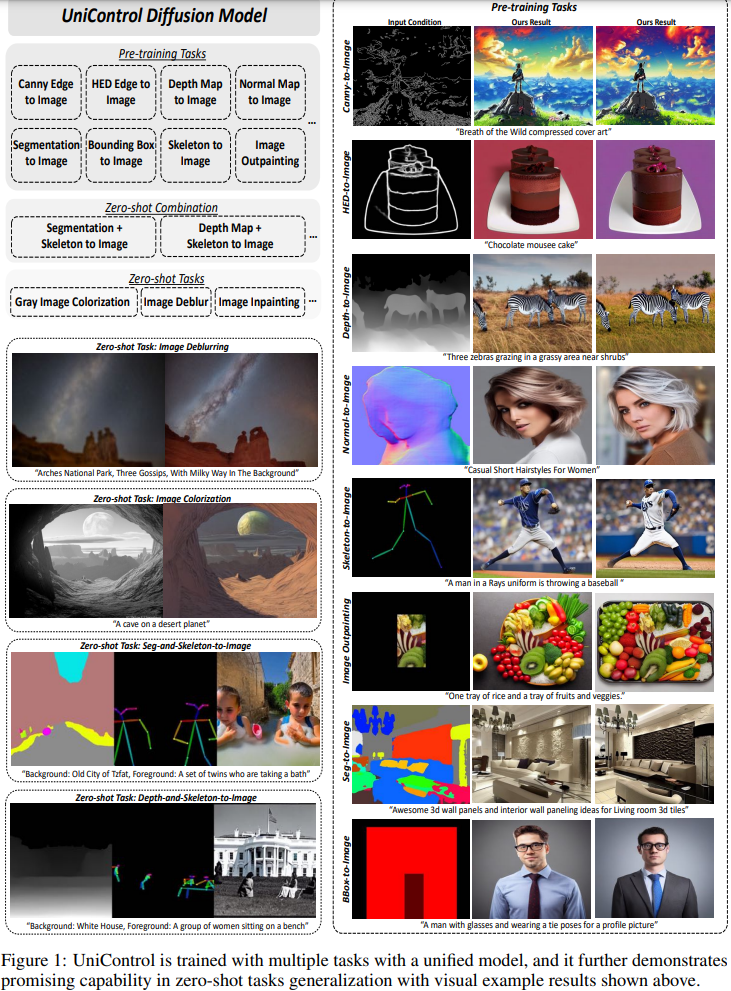 UniControl Diffusion Model
Pre-training Tasks
Canny Edge
to Image
HED Edge to
Image
Depth Map
to Image
Normal Map
to Image
...
Segmentation
to Image
Bounding Box
to Image
Skeleton to
Image
Image
Outpainting
Zero-shot Combination
Segmentation +
Skeleton to Image
Depth Map +
Skeleton to Image
...
Zero-shot Tasks
Gray Image Colorization
Image Deblur
Image Inpainting
...
Zero-shot Task: Image Deblurring
"Arches National Park, Three Gossips, With Milky Way In The Background"
Zero-shot Task: Image Colorization
"A cave on a desert planet"
Zero-shot Task: Seg-and-Skeleton-to-Image
"Background: Old City of Tzfat, Foreground: A set of twins who are taking a bath"
Zero-shot Task: Depth-and-Skeleton-to-Image
"Background: White House, Foreground: A group of women sitting on a bench"
Pre-training Tasks
Input Condition
Ours Result
Ours Result
Canny-to-Image
"Breath of the Wild compressed cover art"
HED-to-Image
"Chocolate mousee cake"
Depth-to-Image
"Three zebras grazing in a grassy area near shrubs"
Normal-to-Image
"Casual Short Hairstyles For Women"
Skeleton-to-Image
"A man in a Rays uniform is throwing a baseball "
Image Outpainting
"One tray of rice and a tray of fruits and veggies."
Seg-to-Image
"Awesome 3d wall panels and interior wall paneling ideas for Living room 3d tiles"
BBox-to-Image
"A man with glasses and wearing a tie poses for a profile picture"
Figure 1: UniControl is trained with multiple tasks with a unified model, and it further demonstrates
promising capability in zero-shot tasks generalization with visual example results shown above.